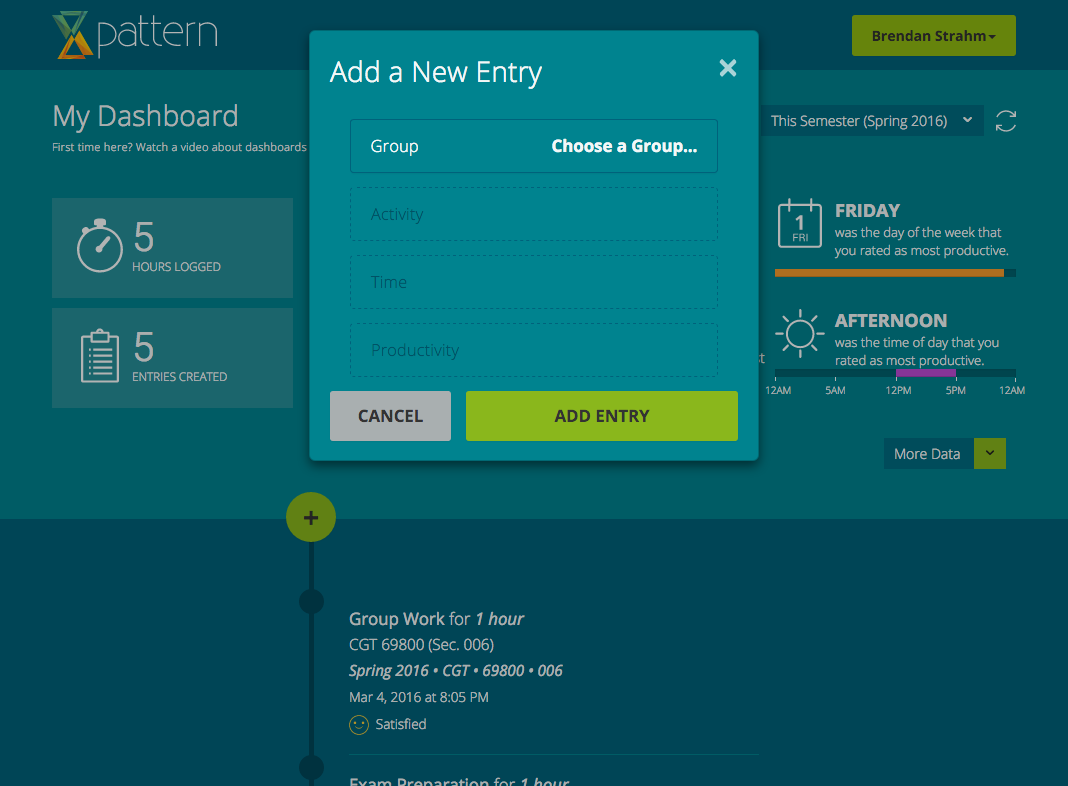 pattern
Brendan Strahm
Add a New Entry
×
My Dashboard
First time here? Watch a video about dashboards
This Semester (Spring 2016)
Group Choose a Group...
Activity
Time
Productivity
CANCEL ADD ENTRY
5
HOURS LOGGED
5
ENTRIES CREATED
1
FRI
FRIDAY
was the day of the week that
you rated as most productive.
AFTERNOON
was the time of day that you
rated as most productive.
12AM 5AM 12PM 5PM 12AM
More Data
+
Group Work for 1 hour
CGT 69800 (Sec. 006)
Spring 2016 • CGT • 69800 • 006
Mar 4, 2016 at 8:05 PM
Satisfied
Exam Preparation for 1 hour